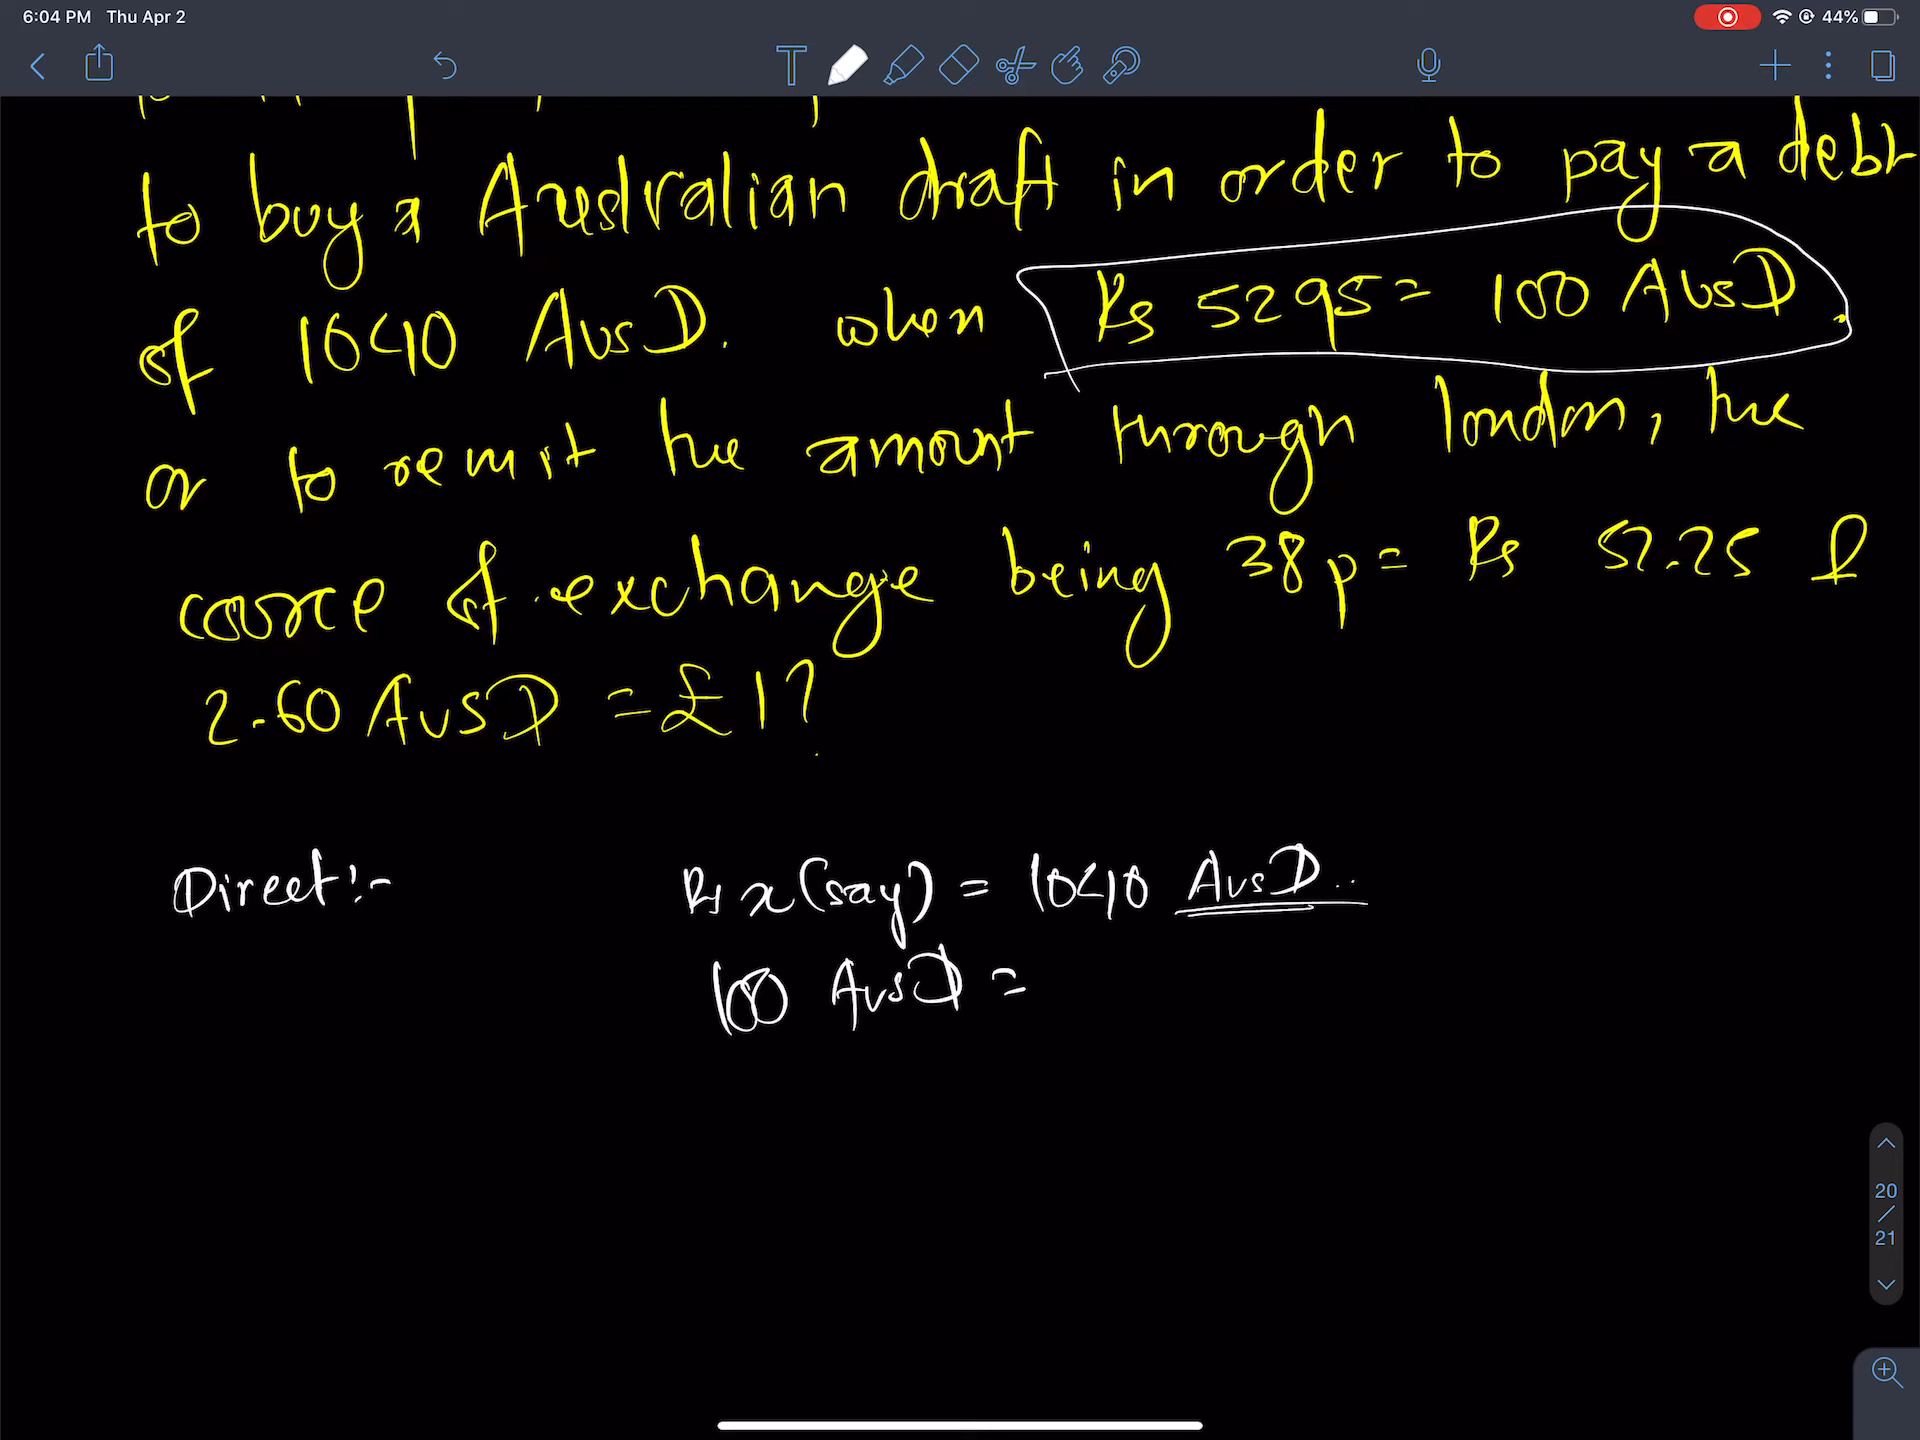 6:04 PM Thu Apr 2
44%
to buy a Australian draft in order to pay a debt
of 1040 AusD. when Rs 5295 = 100 AusD.
or to remit the amount through london, the
cource of exchange being 38p = Rs 52.25 &
2.60 AusD = £1?
Direct:-
Rs x (say) = 1040 AusD..
100 AusD =
20
/
21